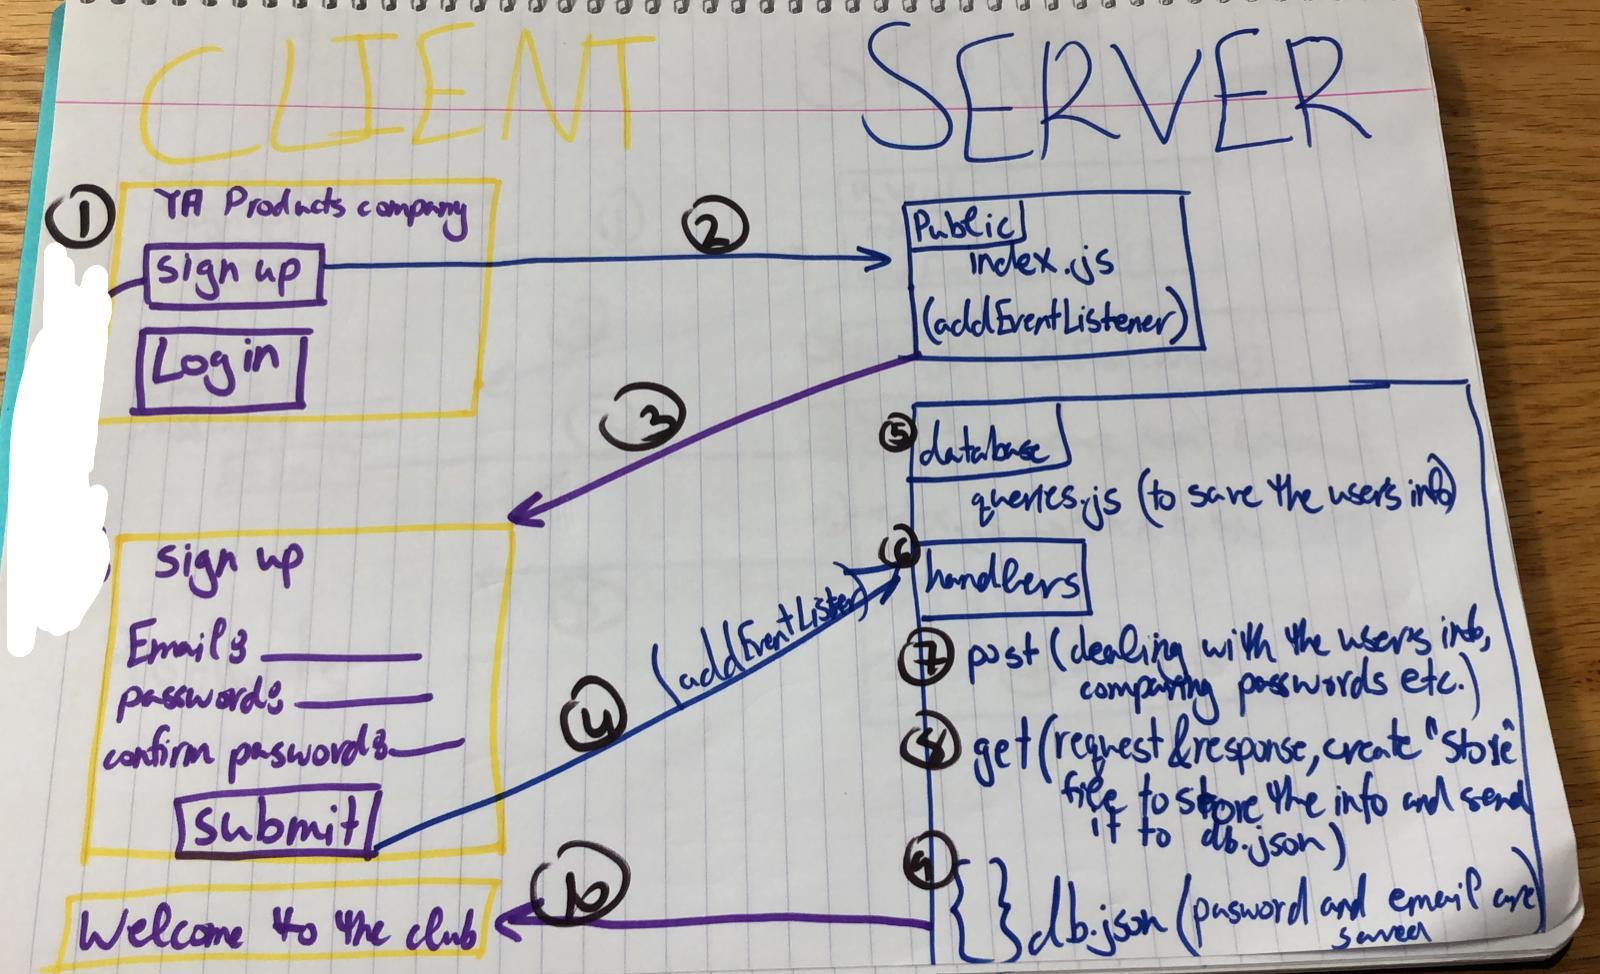 CLIENT
SERVER
1
YA Products company
sign up
Log in
2
Public
index.js
(addEventListener)
3
5
database
queries.js (to save the users info)
6
handlers
sign up
Email:
password:
confirm password:
submit
4
(addEventLister)
7 post (dealing with the users info,
comparing passwords etc.)
8 get (request & response, create "store"
file to store the info and send
it to db.json)
9
{ } db.json (pasword and email are
saved
10
Welcome to the club